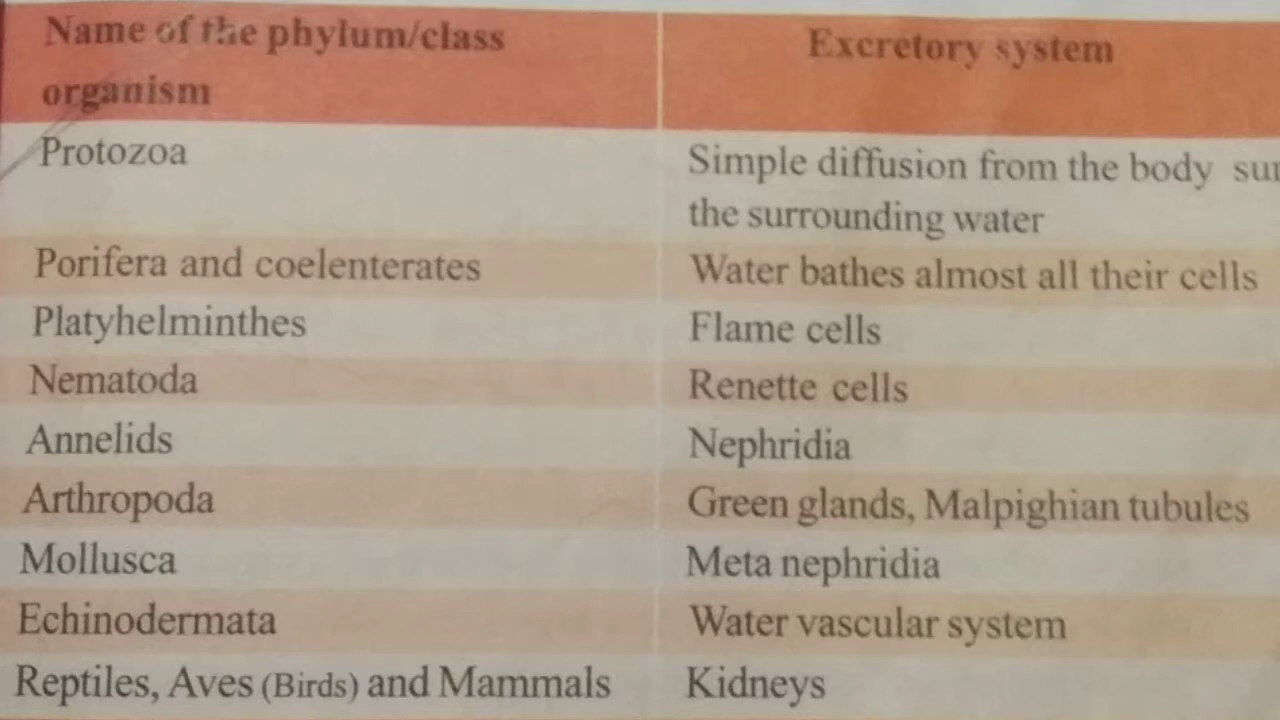 Name of the phylum/class organism
Excretory system
Protozoa
Simple diffusion from the body
the surrounding water
Porifera and coelenterates
Water bathes almost all their cells
Platyhelminthes
Flame cells
Nematoda
Renette cells
Annelids
Nephridia
Arthropoda
Green glands, Malpighian tubules
Mollusca
Meta nephridia
Echinodermata
Water vascular system
Reptiles, Aves (Birds) and Mammals
Kidneys